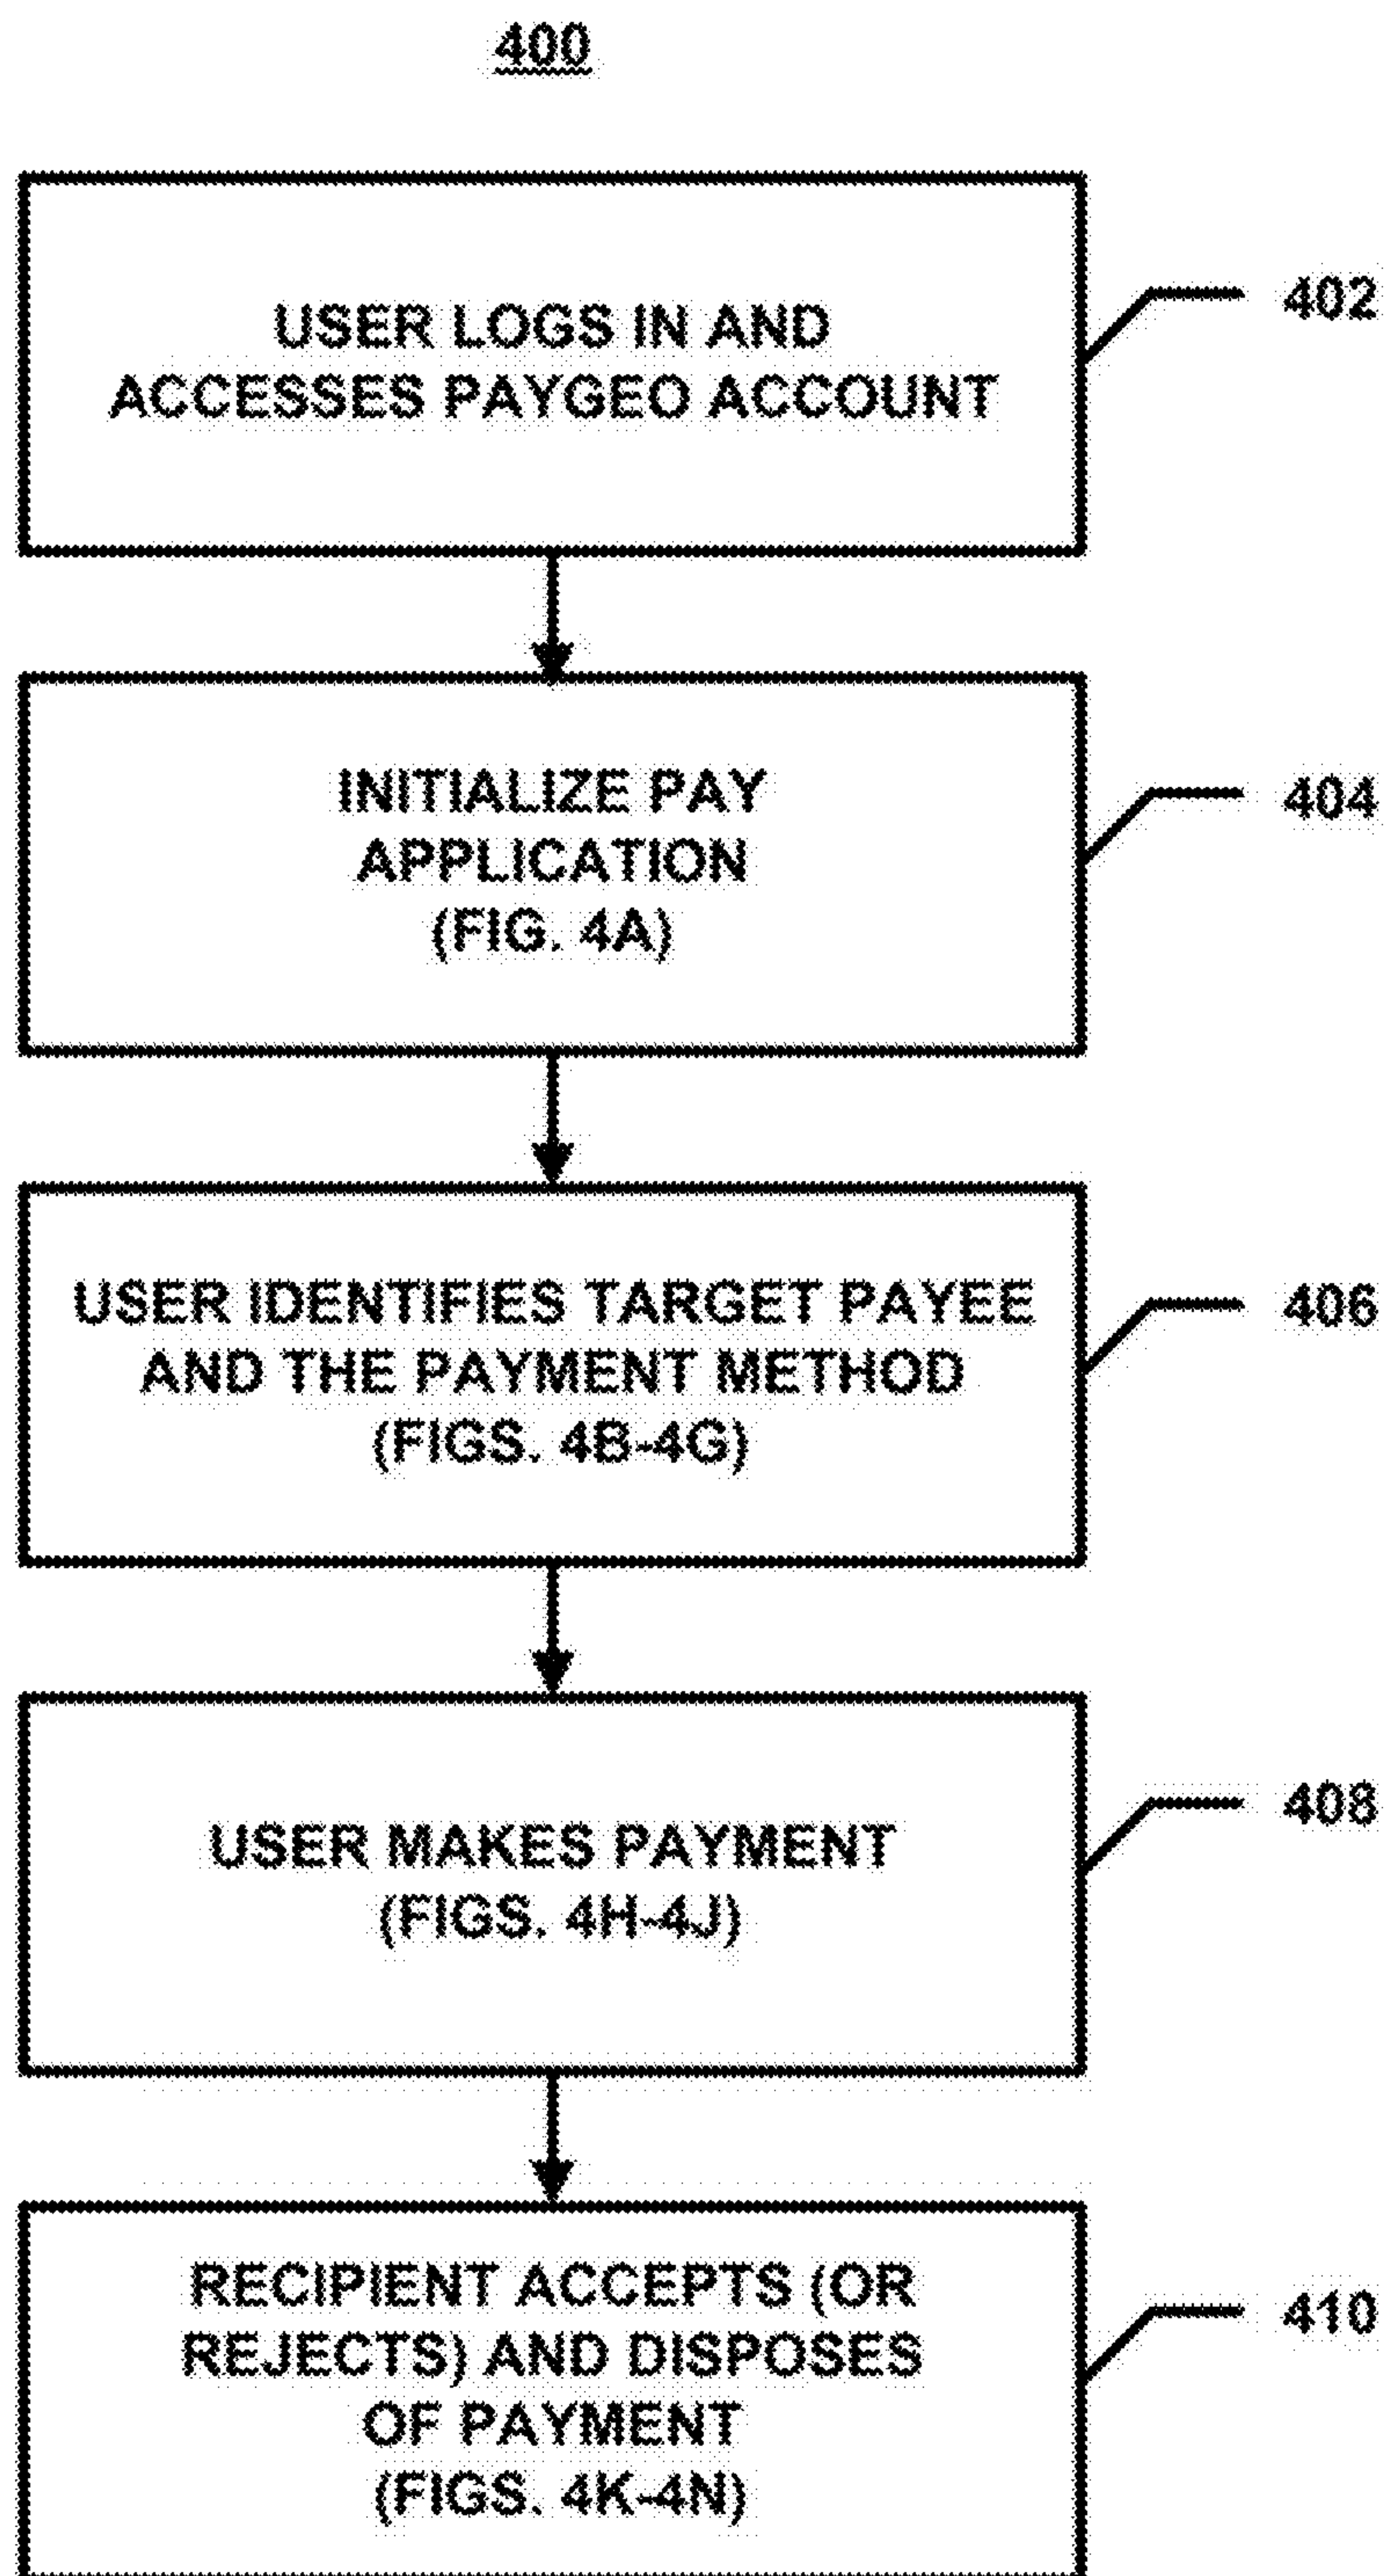 400
USER LOGS IN AND
ACCESSES PAYGEO ACCOUNT
402
INITIALIZE PAY
APPLICATION
(FIG. 4A)
404
USER IDENTIFIES TARGET PAYEE
AND THE PAYMENT METHOD
(FIGS. 4B-4G)
406
USER MAKES PAYMENT
(FIGS. 4H-4J)
408
RECIPIENT ACCEPTS (OR
REJECTS) AND DISPOSES
OF PAYMENT
(FIGS. 4K-4N)
410